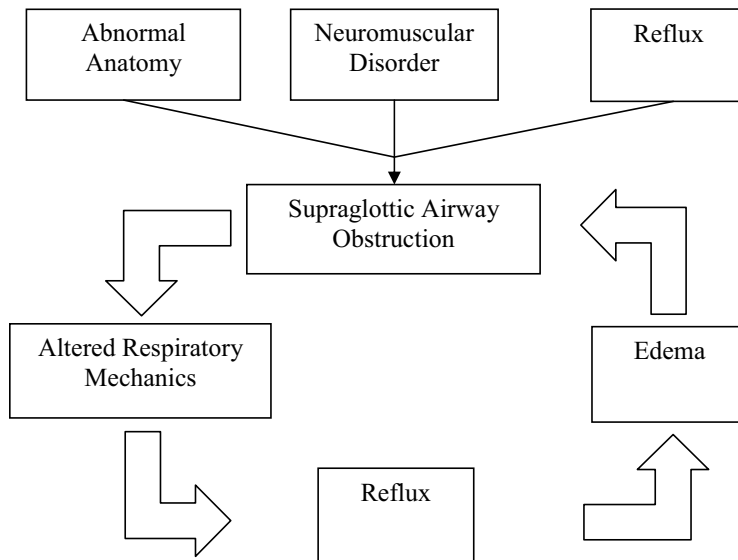 Abnormal
Anatomy
Neuromuscular
Disorder
Reflux
Supraglottic Airway
Obstruction
Altered Respiratory
Mechanics
Edema
Reflux